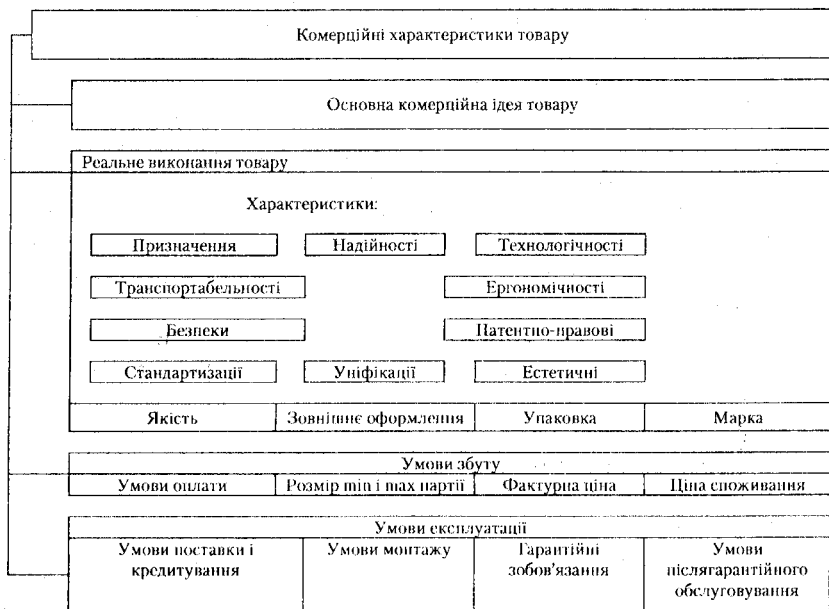 Комерційні характеристики товару
Основна комерційна ідея товару
Реальне виконання товару
Характеристики:
Призначення Надійності Технологічності
Транспортабельності Ергономічності
Безпеки Патентно-правові
Стандартизації Уніфікації Естетичні
Якість Зовнішнє оформлення Упаковка Марка
Умови збуту
Умови оплати Розмір min і max партії Фактурна ціна Ціна споживання
Умови експлуатації
Умови поставки і Умови монтажу Гарантійні Умови
кредитування зобов'язання післягарантійного
обслуговування